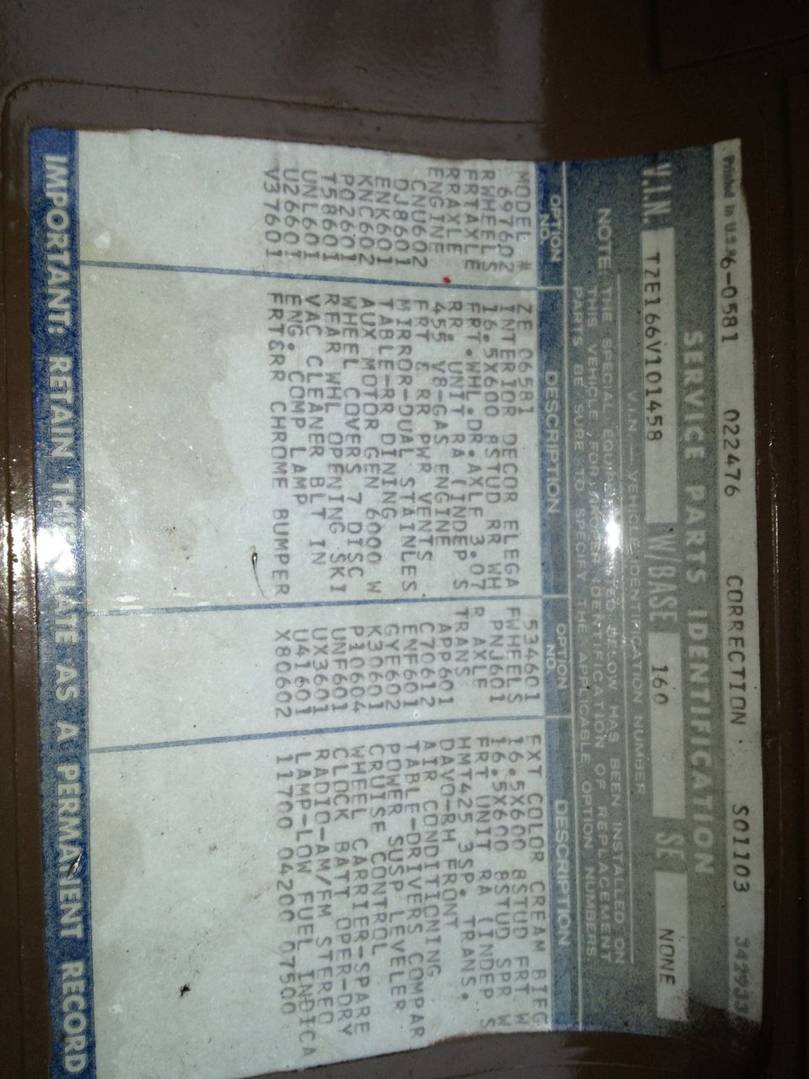 Printed in U.S.A. 6-0581 022476 CORRECTION S01103 342933
SERVICE PARTS IDENTIFICATION
V.I.N. TZE166V101458 W/BASE 160 SE NONE
V.I.N — VEHICLE IDENTIFICATION NUMBER
NOTE: THE SPECIAL BELOW HAS BEEN INSTALLED ON
THIS VEHICLE. FOR IDENTIFICATION OF REPLACEMENT
PARTS BE SURE TO SPECIFY THE APPLICABLE OPTION NUMBERS.
OPTION NO. DESCRIPTION OPTION NO. DESCRIPTION
MODEL # ZE 06581 534601 EXT COLOR CREAM BIEG
697602 INTERIOR DECOR ELEGA FWHEELS 16.5X600 8STUD FRT W
RWHEELS 16.5X600 8STUD RR WH PNJ601 16.5X600 8STUD SPR W
FRTAXLE FRT.WHL.DR.AXLE 3.07 R AXLE FRT UNIT RA (INDEP S
RRAXLE RR. UNIT RA (INDEP S TRANS HMT425 3SP. TRANS.
ENGINE 455 V8-GAS ENGINE APP601 DAVO-RH FRONT
CNU602 FRT & RR PWR VENTS C70612 AIR CONDITIONING
DJ8601 MIRROR-DUAL STAINLES ENF601 TABLE-DRIVERS COMPAR
ENK601 TABLE-RR DINING GYE602 POWER SUSP LEVELER
KNC602 AUX MOTOR GEN 6000 W K30601 CRUISE CONTROL
P02601 WHEEL COVERS 7 DISC P10604 WHEEL CARRIER-SPARE
T58601 REAR WHL OPENING SKI UNF601 CLOCK BATT OPER-DRY
UNL601 VAC CLEANER BLT IN UX3601 RADIO-AM/FM STEREO
U26601 ENG. COMP LAMP U41601 LAMP-LOW FUEL INDICA
V37601 FRT&RR CHROME BUMPER X80602 11700 04200 07500
IMPORTANT: RETAIN THIS PLATE AS A PERMANENT RECORD